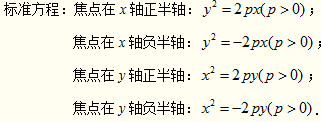 标准方程：焦点在 x 轴正半轴：y² = 2px(p > 0)；
焦点在 x 轴负半轴：y² = −2px(p > 0)；
焦点在 y 轴正半轴：x² = 2py(p > 0)；
焦点在 y 轴负半轴：x² = −2py(p > 0)．